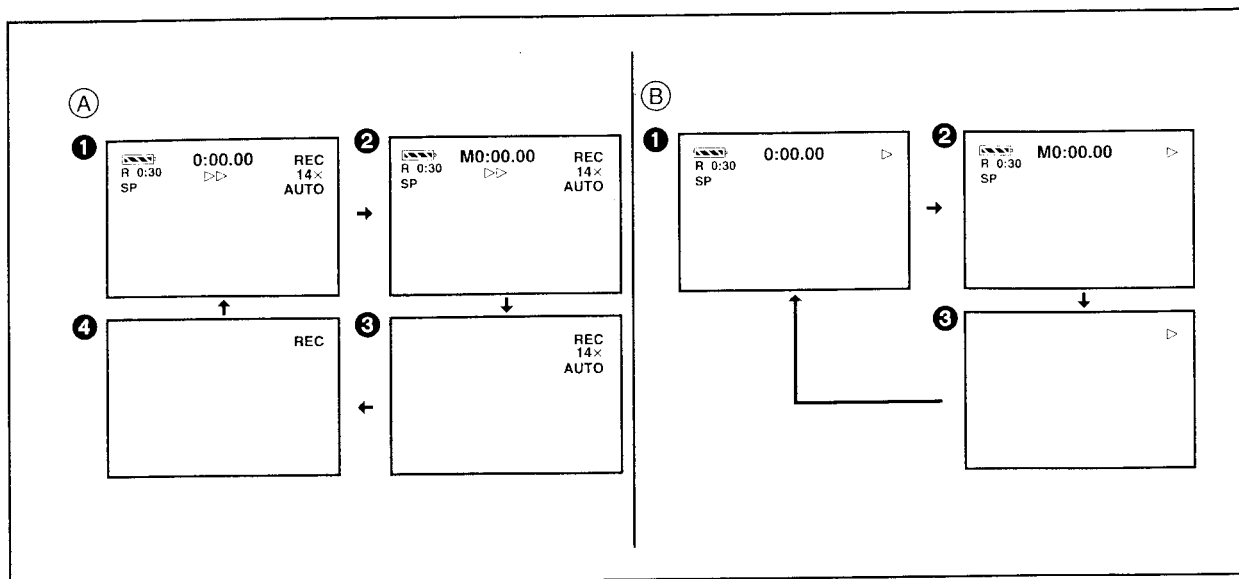 A
1
0:00.00 REC
R 0:30 ▷▷ 14×
SP AUTO
2
M0:00.00 REC
R 0:30 ▷▷ 14×
SP AUTO
4
REC
3
REC
14×
AUTO
B
1
0:00.00 ▷
R 0:30
SP
2
M0:00.00 ▷
R 0:30
SP
3
▷